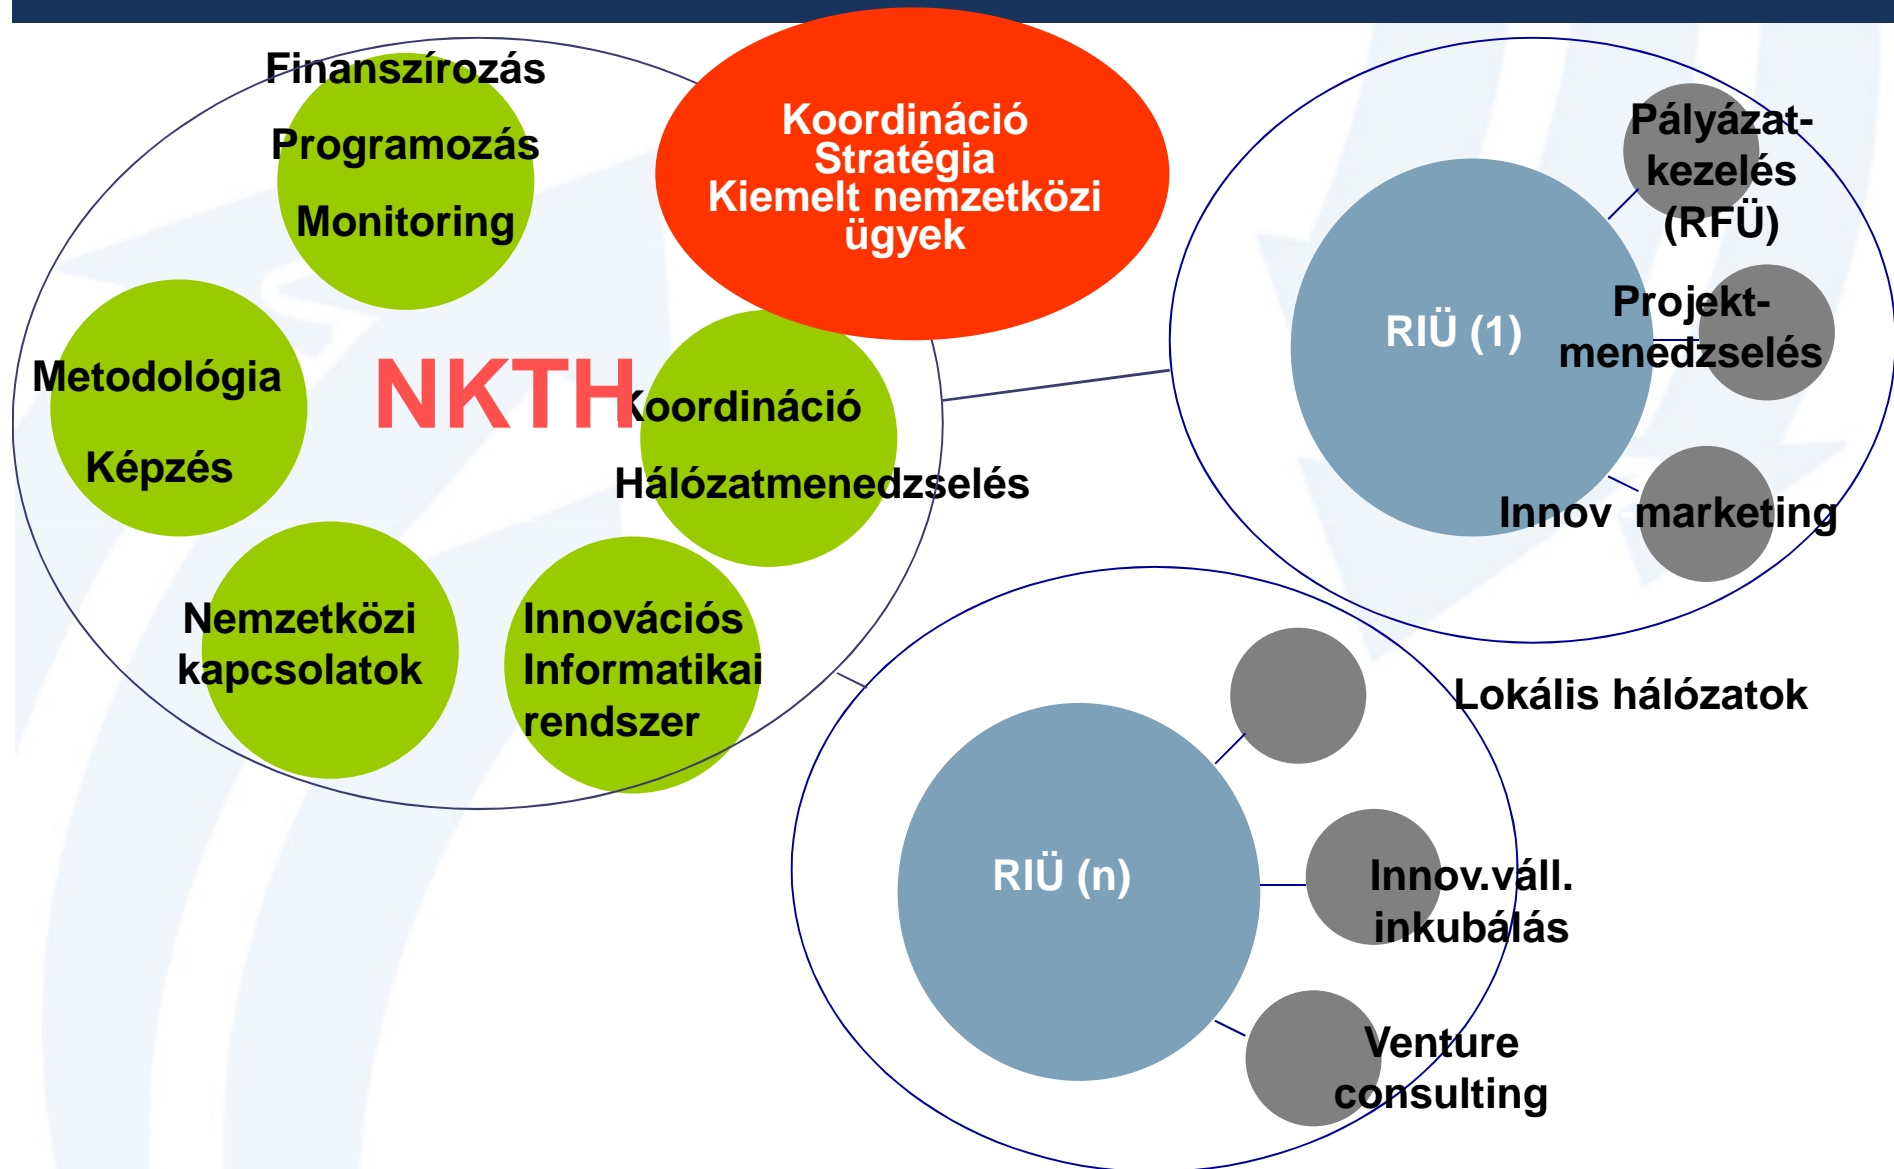 Finanszírozás
Programozás
Monitoring
Koordináció
Stratégia
Kiemelt nemzetközi
ügyek
Metodológia
Képzés
NKTH
Koordináció
Hálózatmenedzselés
Nemzetközi
kapcsolatok
Innovációs
Informatikai
rendszer
RIÜ (1)
Pályázat-
kezelés
(RFÜ)
Projekt-
menedzselés
Innov marketing
RIÜ (n)
Lokális hálózatok
Innov.váll.
inkubálás
Venture
consulting